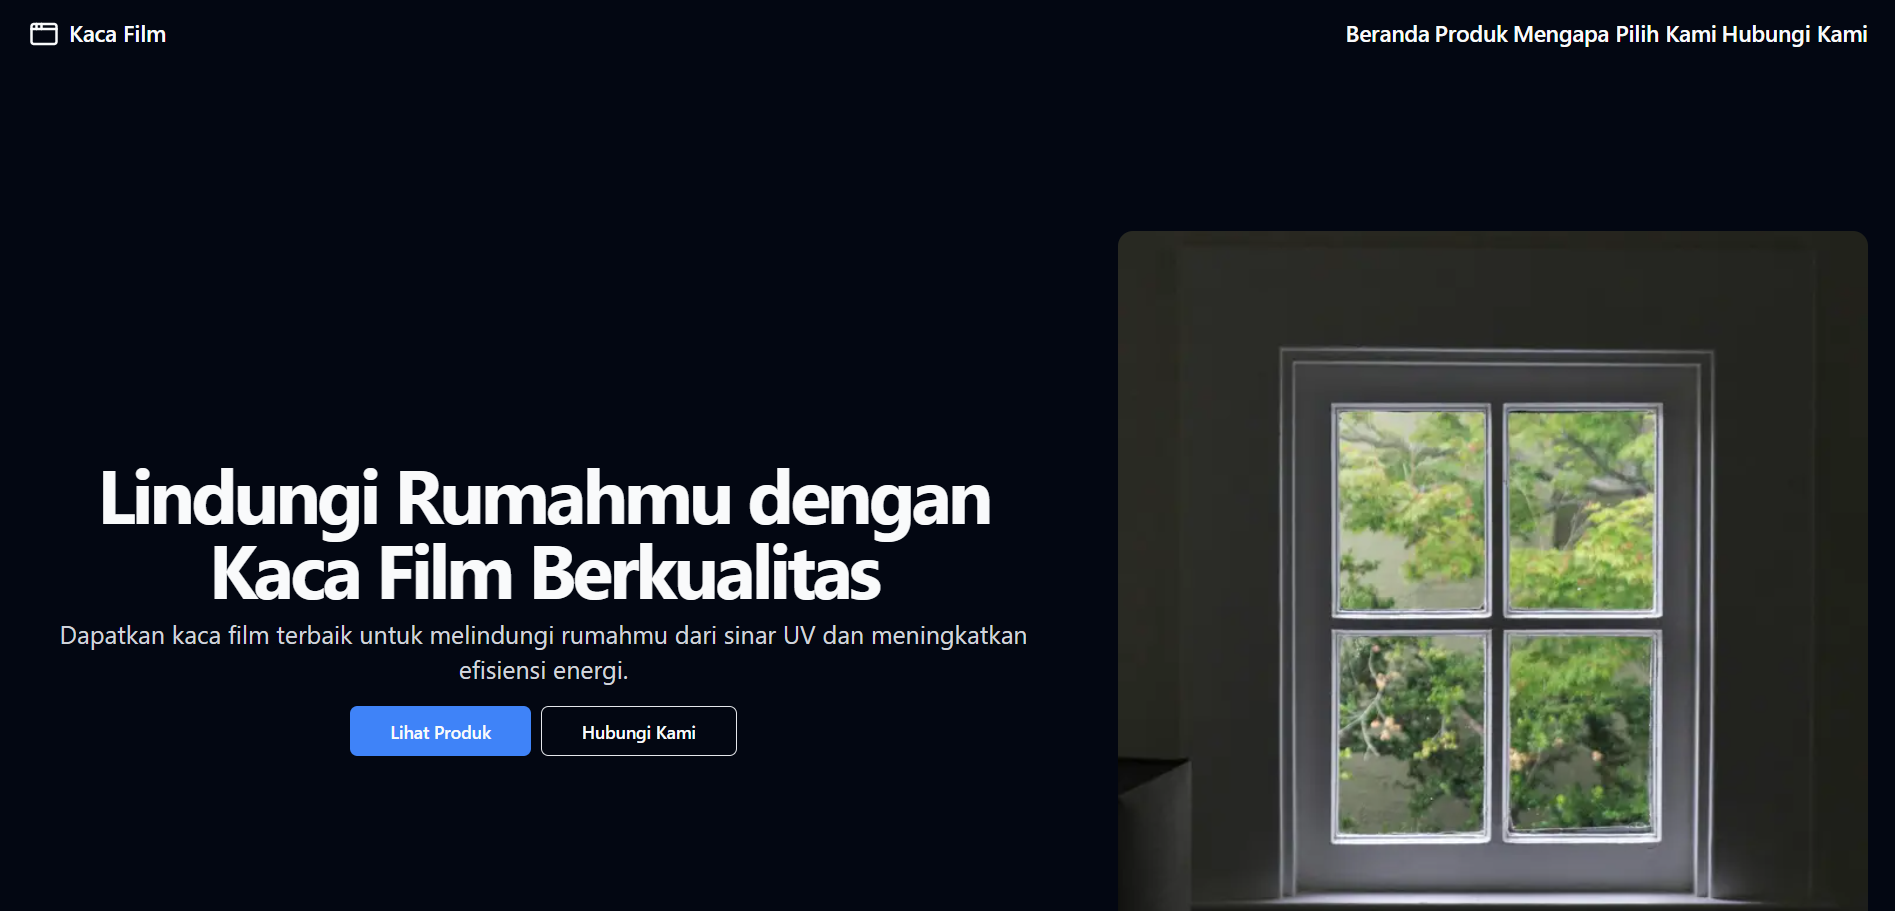 Kaca Film
Beranda Produk Mengapa Pilih Kami Hubungi Kami
Lindungi Rumahmu dengan
Kaca Film Berkualitas
Dapatkan kaca film terbaik untuk melindungi rumahmu dari sinar UV dan meningkatkan
efisiensi energi.
Lihat Produk
Hubungi Kami